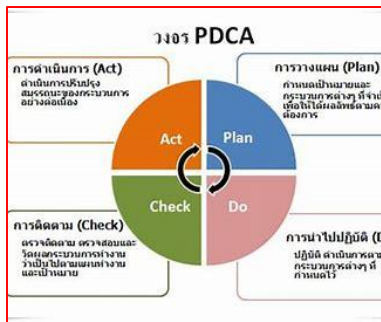 วงจร PDCA
การดำเนินการ (Act)
ดำเนินการปรับปรุง
สมรรถนะของกระบวนการ
อย่างต่อเนื่อง
การวางแผน (Plan)
กำหนดเป้าหมายและ
กระบวนการต่างๆ ที่จำเ
เพื่อให้ได้ผลลัพธ์ตามค
ต้องการ
Act
Plan
Check
Do
การติดตาม (Check)
ตรวจติดตาม ตรวจสอบและ
วัดผลกระบวนการทำงาน
ว่าเป็นไปตามแผนทำงาน
และเป้าหมาย
การนำไปปฏิบัติ (D
ปฏิบัติ ดำเนินการตาม
กระบวนการต่างๆ ที่
กำหนดไว้